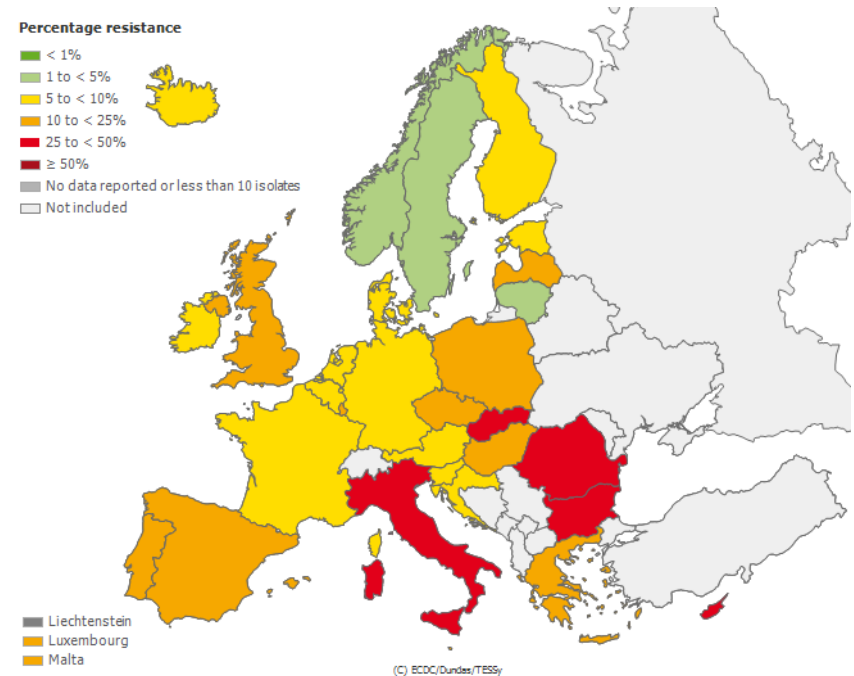 Percentage resistance
< 1%
1 to < 5%
5 to < 10%
10 to < 25%
25 to < 50%
≥ 50%
No data reported or less than 10 isolates
Not included
Liechtenstein
Luxembourg
Malta
(C) ECDC/Dundas/TESSy